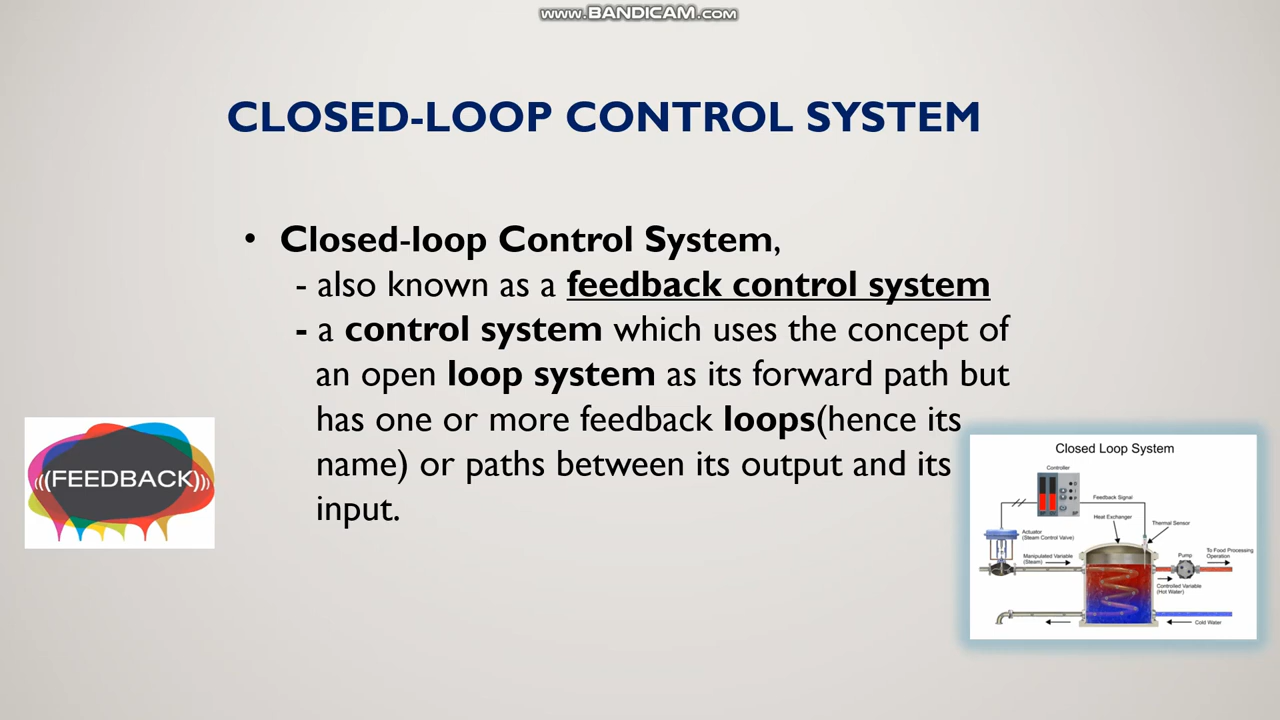 www.BANDICAM.com
CLOSED-LOOP CONTROL SYSTEM
• Closed-loop Control System,
- also known as a feedback control system
- a control system which uses the concept of
an open loop system as its forward path but
has one or more feedback loops(hence its
name) or paths between its output and its
input.
((FEEDBACK))
Closed Loop System
Controller
Feedback Signal
Heat Exchanger
Thermal Sensor
Actuator
(Steam Control Valve)
Manipulated Variable
(Steam)
Pump
To Food Processing
Operation
Controlled Variable
(Hot Water)
Cold Water